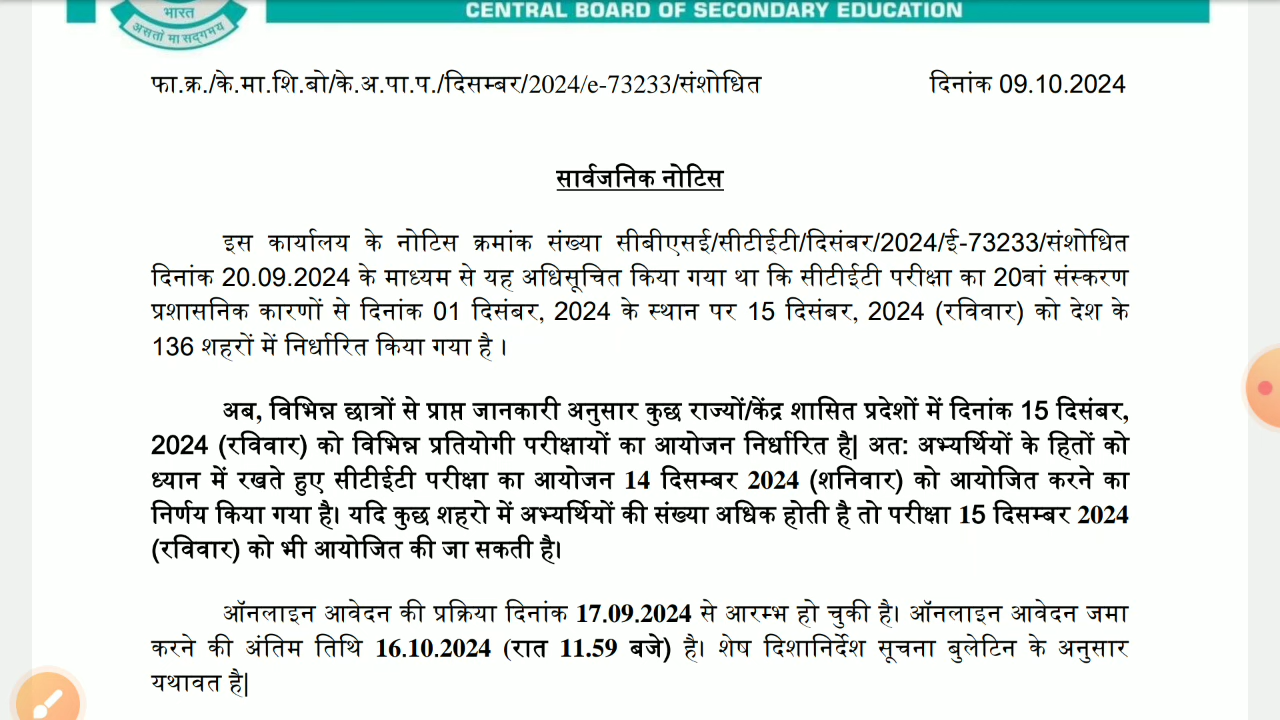 भारत
असतो मा सद्गमय
CENTRAL BOARD OF SECONDARY EDUCATION
फा.क्र./के.मा.शि.बो/के.अ.पा.प./दिसम्बर/2024/e-73233/संशोधित दिनांक 09.10.2024
सार्वजनिक नोटिस
इस कार्यालय के नोटिस क्रमांक संख्या सीबीएसई/सीटीईटी/दिसंबर/2024/ई-73233/संशोधित
दिनांक 20.09.2024 के माध्यम से यह अधिसूचित किया गया था कि सीटीईटी परीक्षा का 20वां संस्करण
प्रशासनिक कारणों से दिनांक 01 दिसंबर, 2024 के स्थान पर 15 दिसंबर, 2024 (रविवार) को देश के
136 शहरों में निर्धारित किया गया है ।
अब, विभिन्न छात्रों से प्राप्त जानकारी अनुसार कुछ राज्यों/केंद्र शासित प्रदेशों में दिनांक 15 दिसंबर,
2024 (रविवार) को विभिन्न प्रतियोगी परीक्षायों का आयोजन निर्धारित है| अत: अभ्यर्थियों के हितों को
ध्यान में रखते हुए सीटीईटी परीक्षा का आयोजन 14 दिसम्बर 2024 (शनिवार) को आयोजित करने का
निर्णय किया गया है। यदि कुछ शहरो में अभ्यर्थियों की संख्या अधिक होती है तो परीक्षा 15 दिसम्बर 2024
(रविवार) को भी आयोजित की जा सकती है।
ऑनलाइन आवेदन की प्रक्रिया दिनांक 17.09.2024 से आरम्भ हो चुकी है। ऑनलाइन आवेदन जमा
करने की अंतिम तिथि 16.10.2024 (रात 11.59 बजे) है। शेष दिशानिर्देश सूचना बुलेटिन के अनुसार
यथावत है|